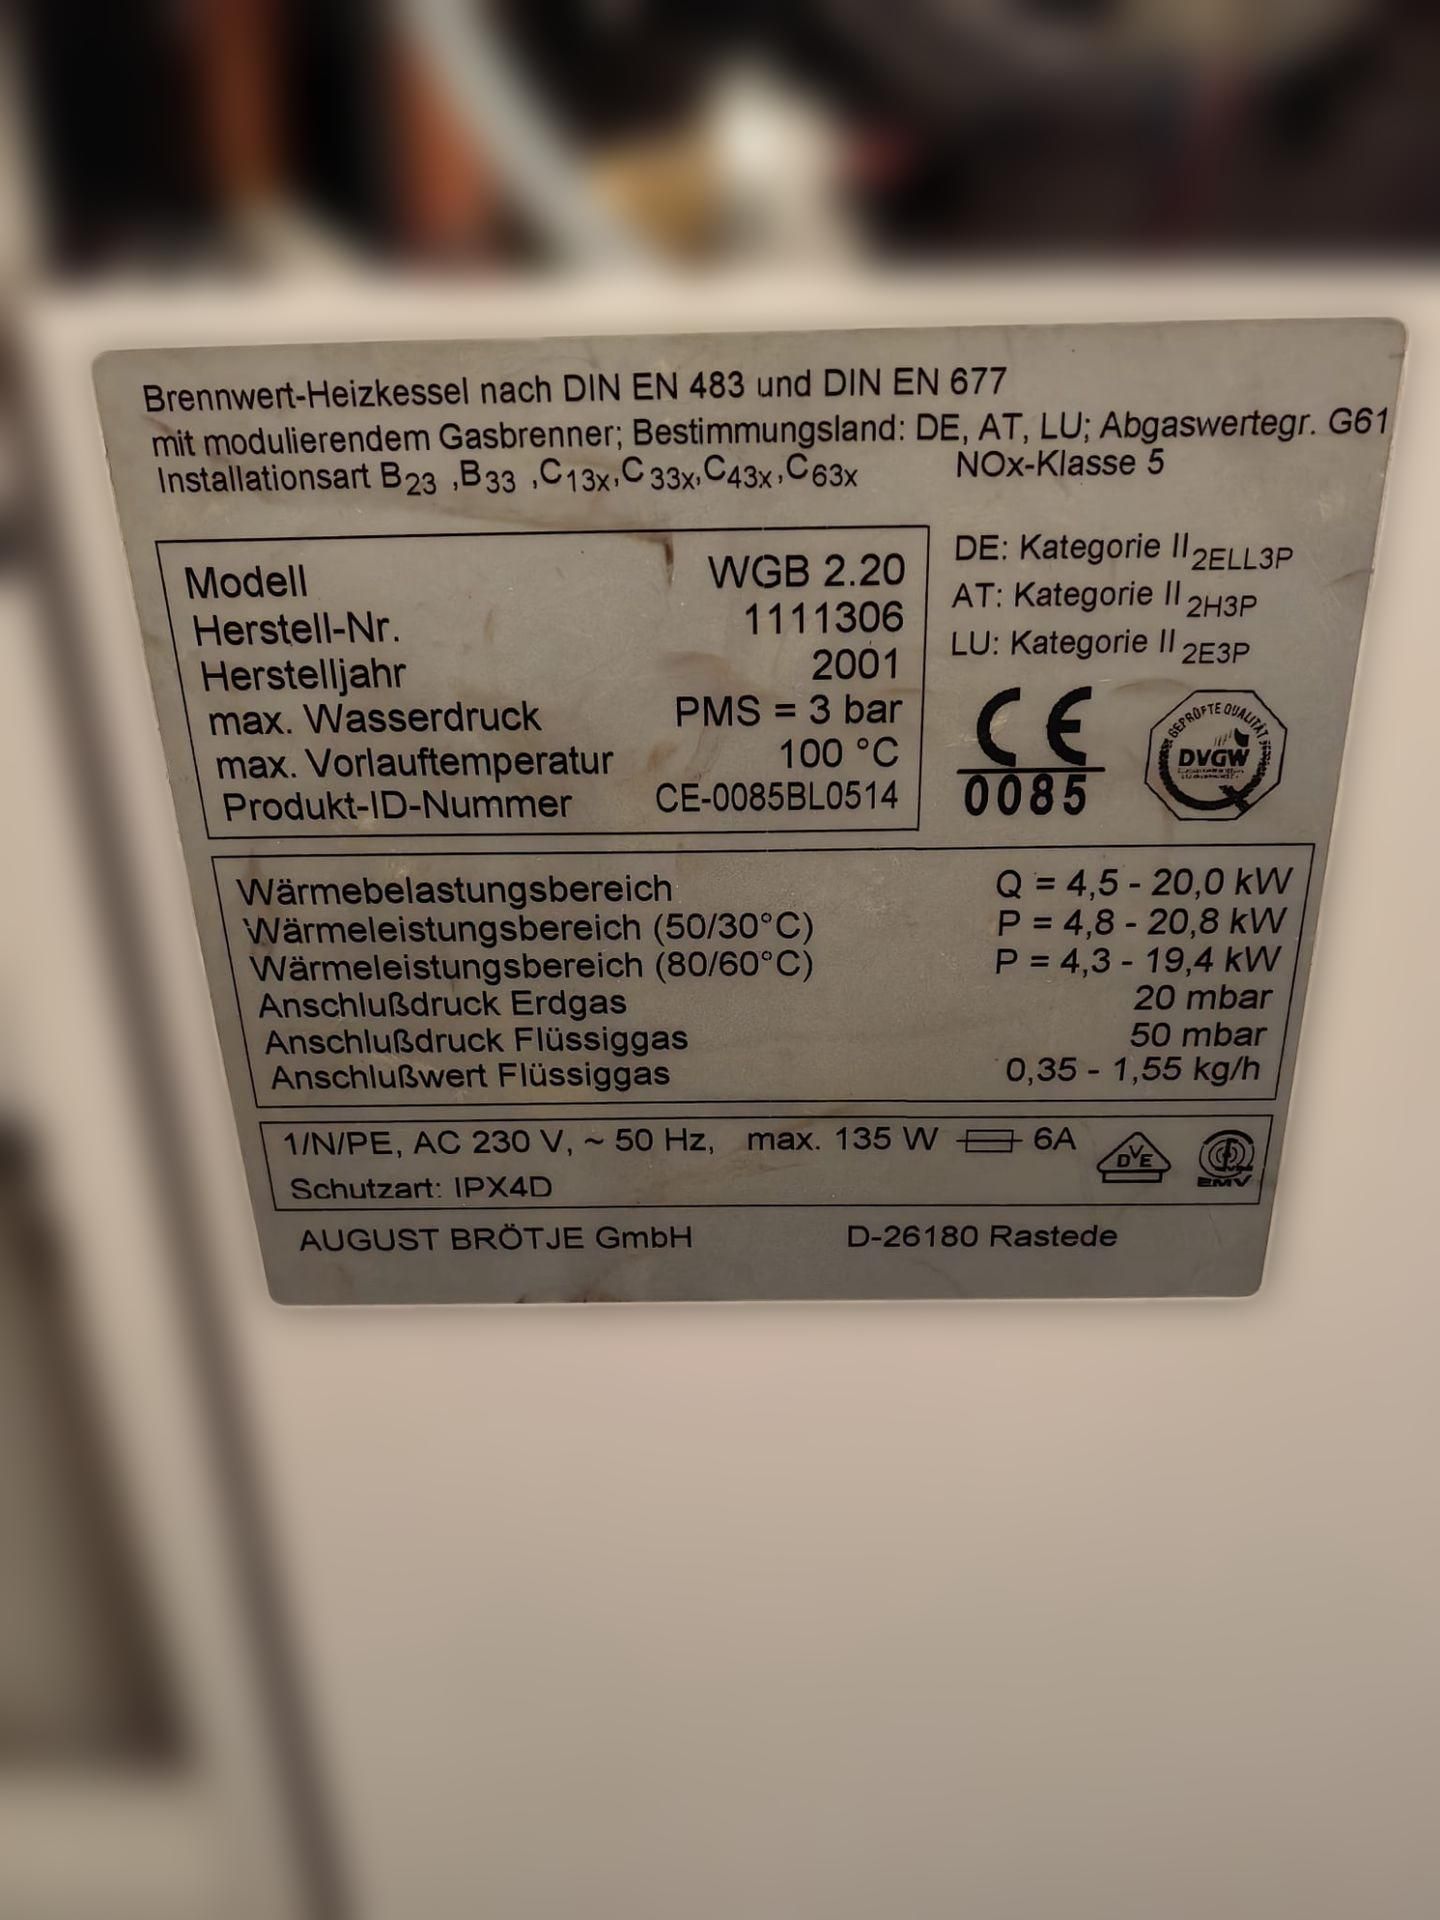 Brennwert-Heizkessel nach DIN EN 483 und DIN EN 677
mit modulierendem Gasbrenner; Bestimmungsland: DE, AT, LU; Abgaswertegr. G61
Installationsart B23 ,B33 ,C13x,C33x,C43x,C63x NOx-Klasse 5
Modell WGB 2.20
Herstell-Nr. 1111306
Herstelljahr 2001
max. Wasserdruck PMS = 3 bar
max. Vorlauftemperatur 100 °C
Produkt-ID-Nummer CE-0085BL0514
DE: Kategorie II2ELL3P
AT: Kategorie II2H3P
LU: Kategorie II2E3P
CE
0085
GEPRÜFTE QUALITÄT
DVGW
Wärmebelastungsbereich Q = 4,5 - 20,0 kW
Wärmeleistungsbereich (50/30°C) P = 4,8 - 20,8 kW
Wärmeleistungsbereich (80/60°C) P = 4,3 - 19,4 kW
Anschlußdruck Erdgas 20 mbar
Anschlußdruck Flüssiggas 50 mbar
Anschlußwert Flüssiggas 0,35 - 1,55 kg/h
1/N/PE, AC 230 V, ~ 50 Hz, max. 135 W 6A
DVE
EMV
Schutzart: IPX4D
AUGUST BRÖTJE GmbH D-26180 Rastede